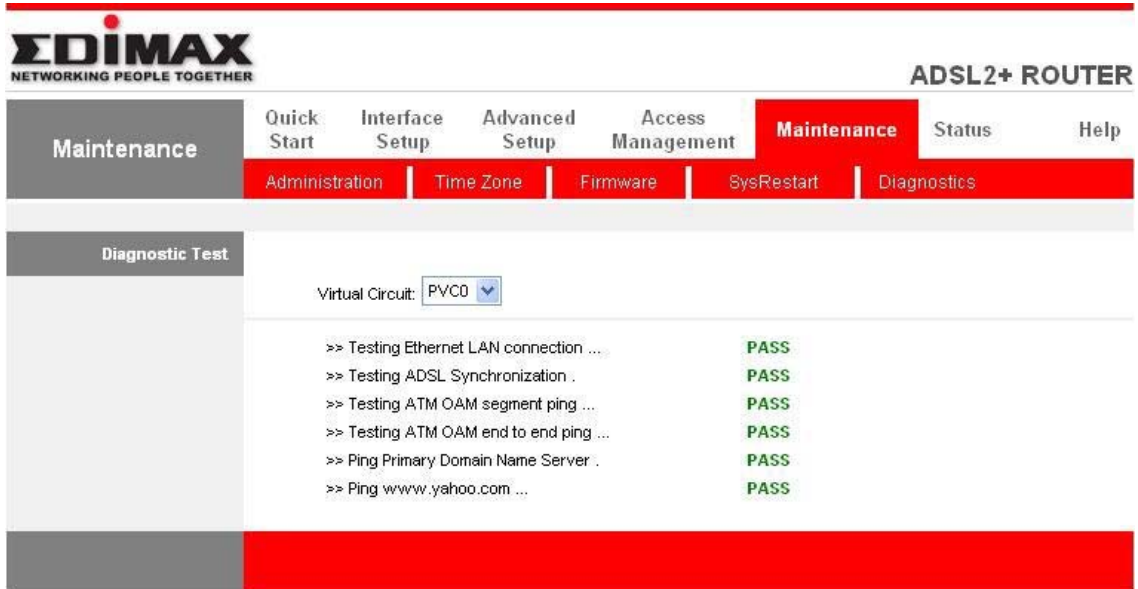 EDIMAX
NETWORKING PEOPLE TOGETHER
ADSL2+ ROUTER
Maintenance
Quick Start
Interface Setup
Advanced Setup
Access Management
Maintenance
Status
Help
Administration
Time Zone
Firmware
SysRestart
Diagnostics
Diagnostic Test
Virtual Circuit: PVC0
>> Testing Ethernet LAN connection ... PASS
>> Testing ADSL Synchronization . PASS
>> Testing ATM OAM segment ping ... PASS
>> Testing ATM OAM end to end ping ... PASS
>> Ping Primary Domain Name Server . PASS
>> Ping www.yahoo.com ... PASS